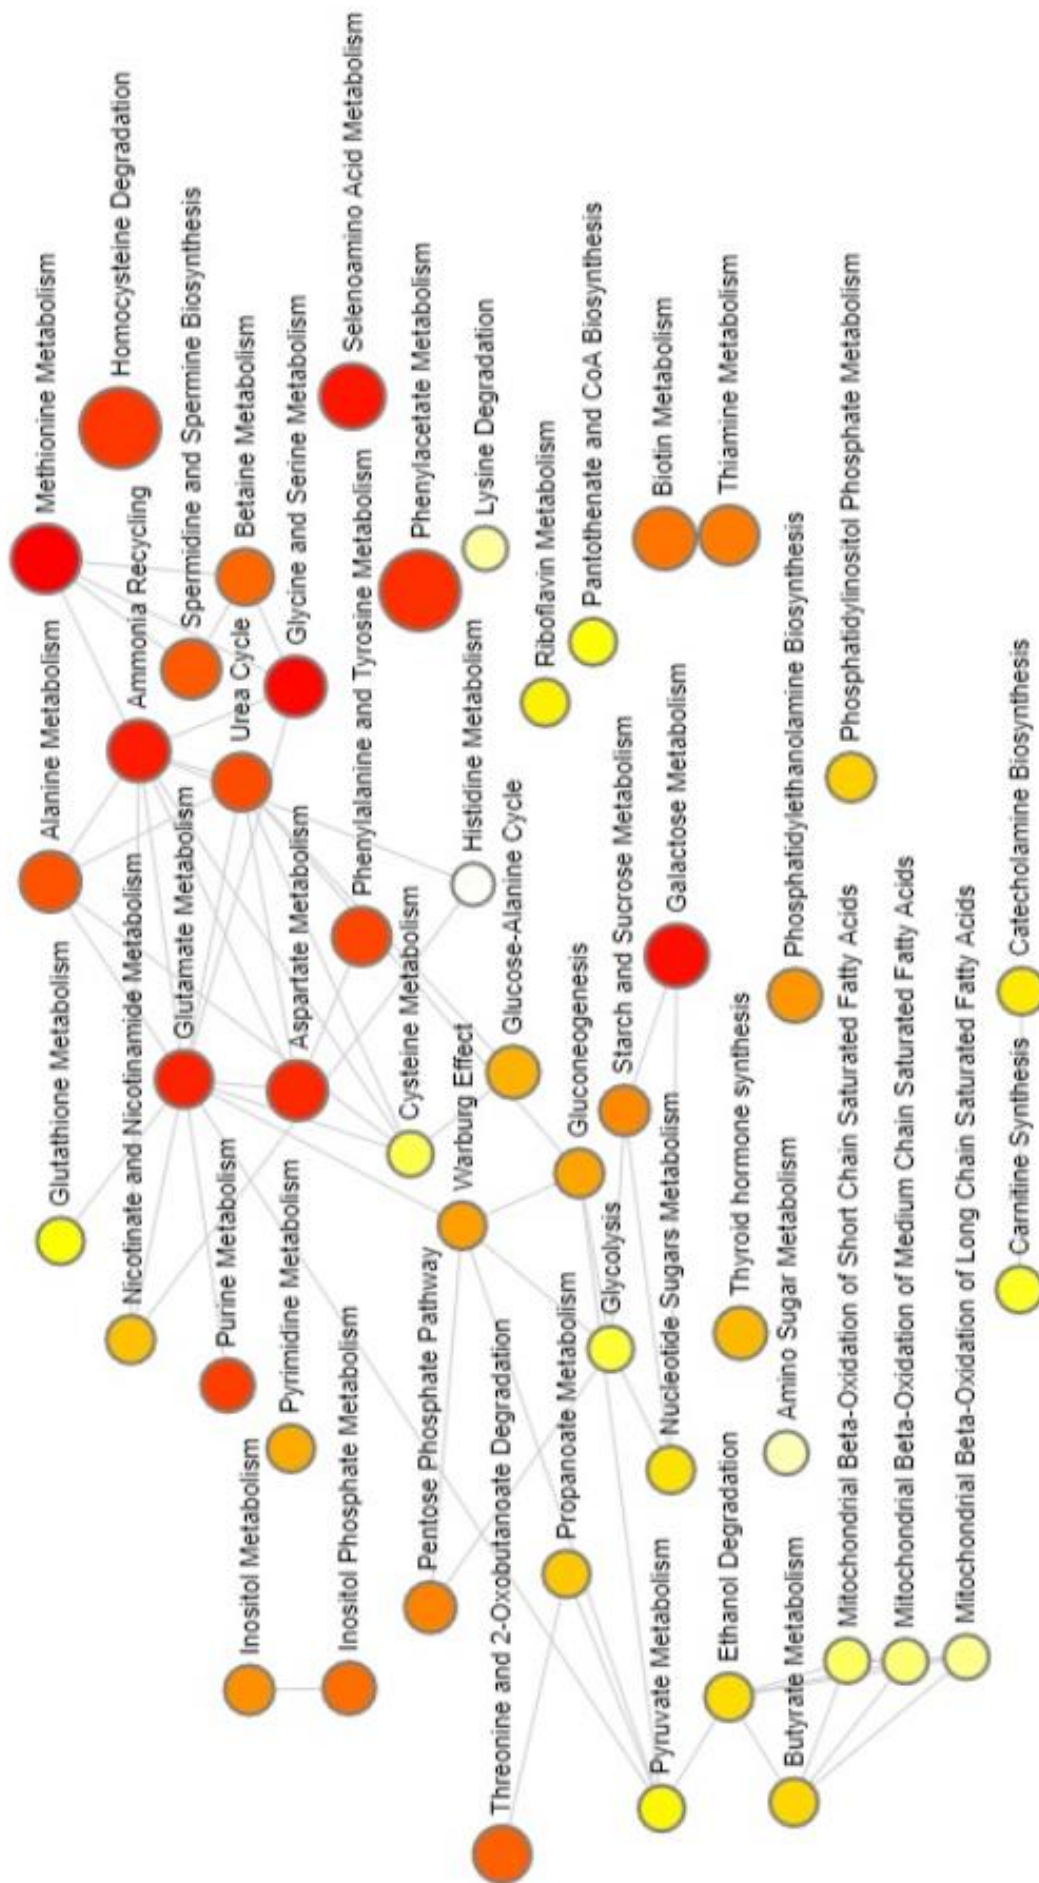 Methionine Metabolism
Homocysteine Degradation
Alanine Metabolism
Ammonia Recycling
Spermidine and Spermine Biosynthesis
Betaine Metabolism
Glycine and Serine Metabolism
Selenoamino Acid Metabolism
Glutathione Metabolism
Nicotinate and Nicotinamide Metabolism
Glutamate Metabolism
Urea Cycle
Aspartate Metabolism
Phenylalanine and Tyrosine Metabolism
Phenylacetate Metabolism
Purine Metabolism
Pyrimidine Metabolism
Cysteine Metabolism
Histidine Metabolism
Lysine Degradation
Inositol Metabolism
Inositol Phosphate Metabolism
Warburg Effect
Glucose-Alanine Cycle
Riboflavin Metabolism
Pantothenate and CoA Biosynthesis
Pentose Phosphate Pathway
Gluconeogenesis
Starch and Sucrose Metabolism
Galactose Metabolism
Biotin Metabolism
Thiamine Metabolism
Threonine and 2-Oxobutanoate Degradation
Propanoate Metabolism
Glycolysis
Nucleotide Sugars Metabolism
Thyroid hormone synthesis
Phosphatidylethanolamine Biosynthesis
Phosphatidylinositol Phosphate Metabolism
Pyruvate Metabolism
Ethanol Degradation
Amino Sugar Metabolism
Butyrate Metabolism
Mitochondrial Beta-Oxidation of Short Chain Saturated Fatty Acids
Mitochondrial Beta-Oxidation of Medium Chain Saturated Fatty Acids
Mitochondrial Beta-Oxidation of Long Chain Saturated Fatty Acids
Carnitine Synthesis
Catecholamine Biosynthesis